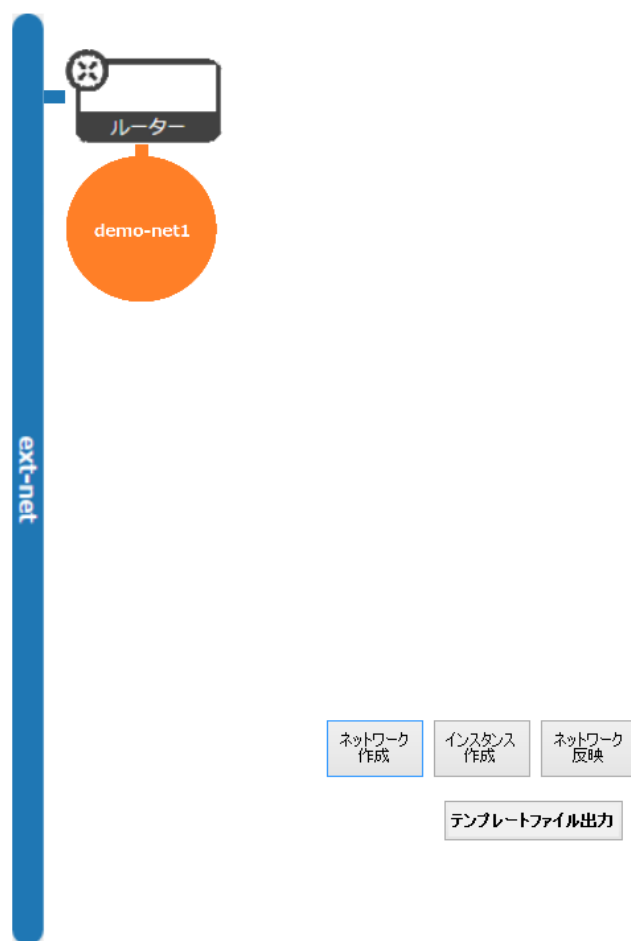 ルーター
demo-net1
ext-net
ネットワーク
作成
インスタンス
作成
ネットワーク
反映
テンプレートファイル出力